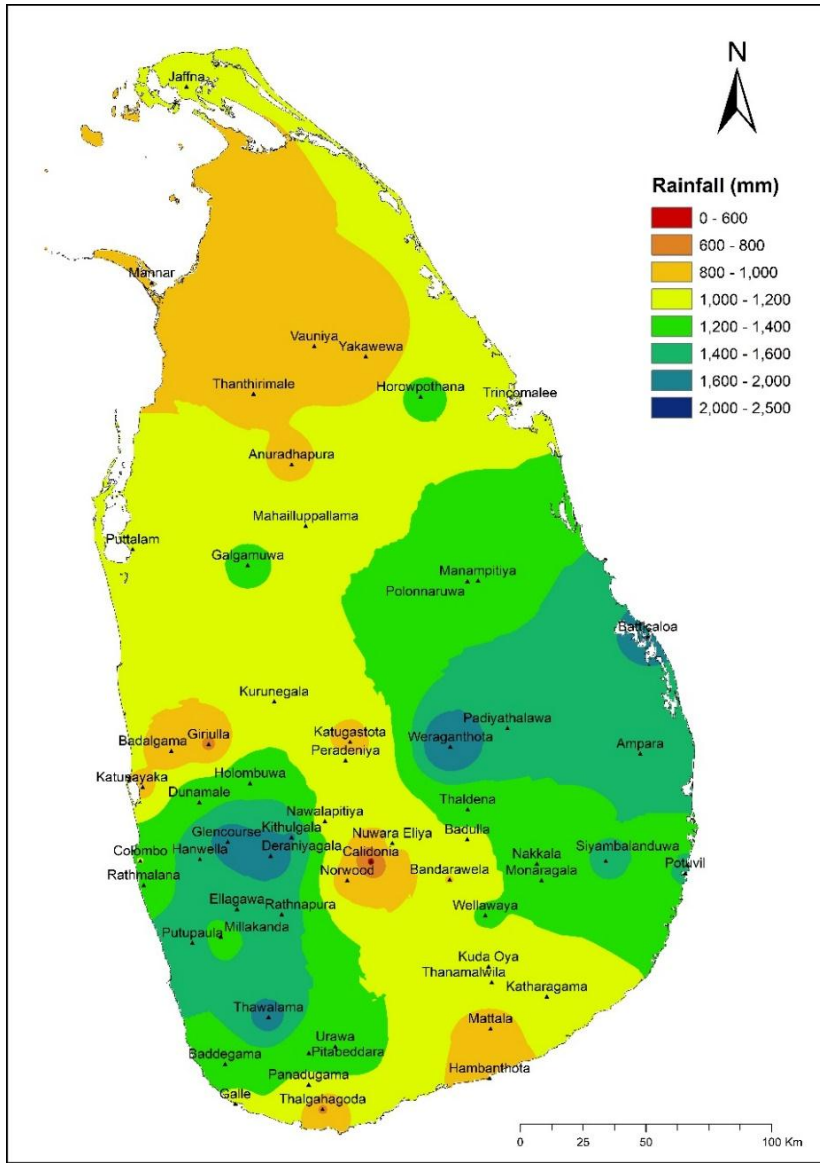 N
Jaffna
Rainfall (mm)
0 - 600
600 - 800
800 - 1,000
1,000 - 1,200
1,200 - 1,400
1,400 - 1,600
1,600 - 2,000
2,000 - 2,500
Mannar
Vauniya
Yakawewa
Thanthirimale
Horowpothana
Trincomalee
Anuradhapura
Mahailluppallama
Puttalam
Galgamuwa
Manampitiya
Polonnaruwa
Batticaloa
Kurunegala
Padiyathalawa
Giriulla
Katugastota
Weraganthota
Badalgama
Peradeniya
Ampara
Katunayaka
Holombuwa
Dunamale
Thaldena
Nawalapitiya
Glencourse
Kithulgala
Nuwara Eliya
Badulla
Colombo
Hanwella
Deraniyagala
Calidonia
Nakkala
Siyambalanduwa
Potuvil
Rathmalana
Norwood
Bandarawela
Monaragala
Ellagawa
Rathnapura
Wellawaya
Putupaula
Millakanda
Kuda Oya
Thanamalwila
Katharagama
Thawalama
Mattala
Urawa
Baddegama
Pitabeddara
Panadugama
Hambanthota
Galle
Thalgahagoda
0 50 100 Km